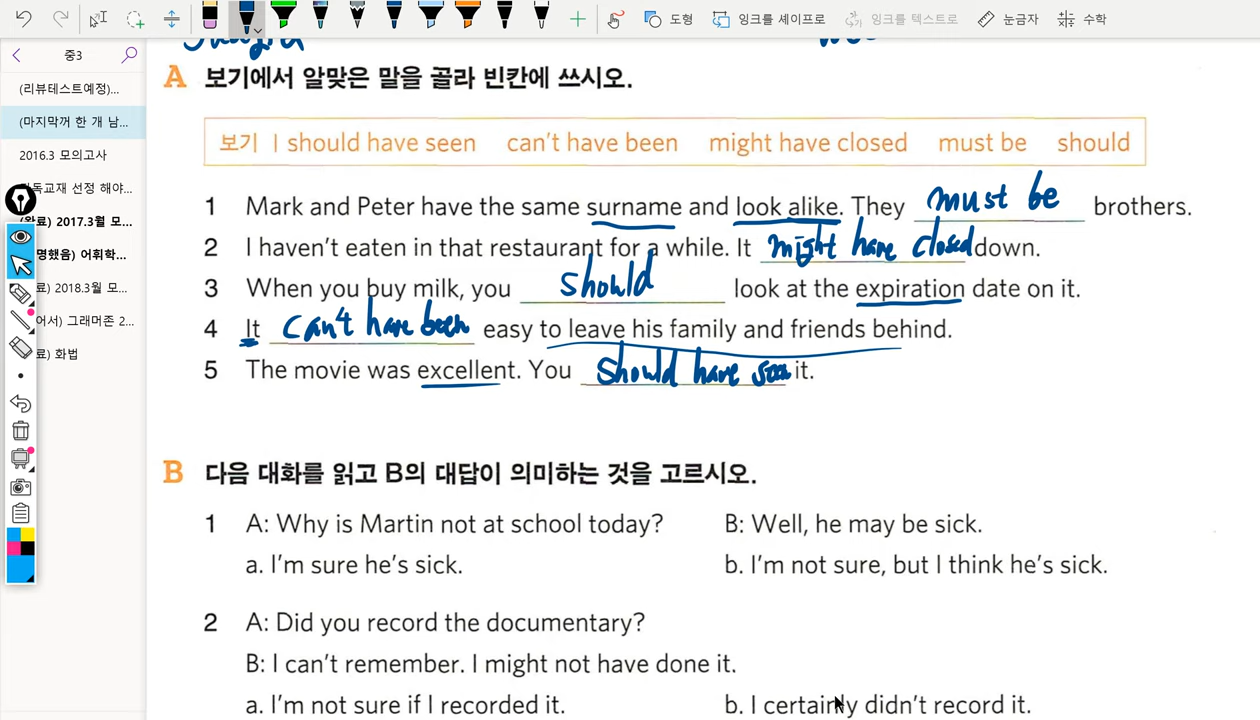 도형
잉크를 셰이프로
잉크를 텍스트로
눈금자
수학
중3
(리뷰테스트예정)...
(마지막꺼 한 개 남...
2016.3 모의고사
독교재 선정 해야...
2017.3월 모...
명했음) 어휘학...
료) 2018.3월 모...
어서) 그래머존 2...
료) 화법
A 보기에서 알맞은 말을 골라 빈칸에 쓰시오.
보기 I should have seen can't have been might have closed must be should
1 Mark and Peter have the same surname and look alike. They must be brothers.
2 I haven't eaten in that restaurant for a while. It might have closed down.
3 When you buy milk, you should look at the expiration date on it.
4 It can't have been easy to leave his family and friends behind.
5 The movie was excellent. You should have seen it.
B 다음 대화를 읽고 B의 대답이 의미하는 것을 고르시오.
1 A: Why is Martin not at school today? B: Well, he may be sick.
a. I'm sure he's sick. b. I'm not sure, but I think he's sick.
2 A: Did you record the documentary?
B: I can't remember. I might not have done it.
a. I'm not sure if I recorded it. b. I certainly didn't record it.